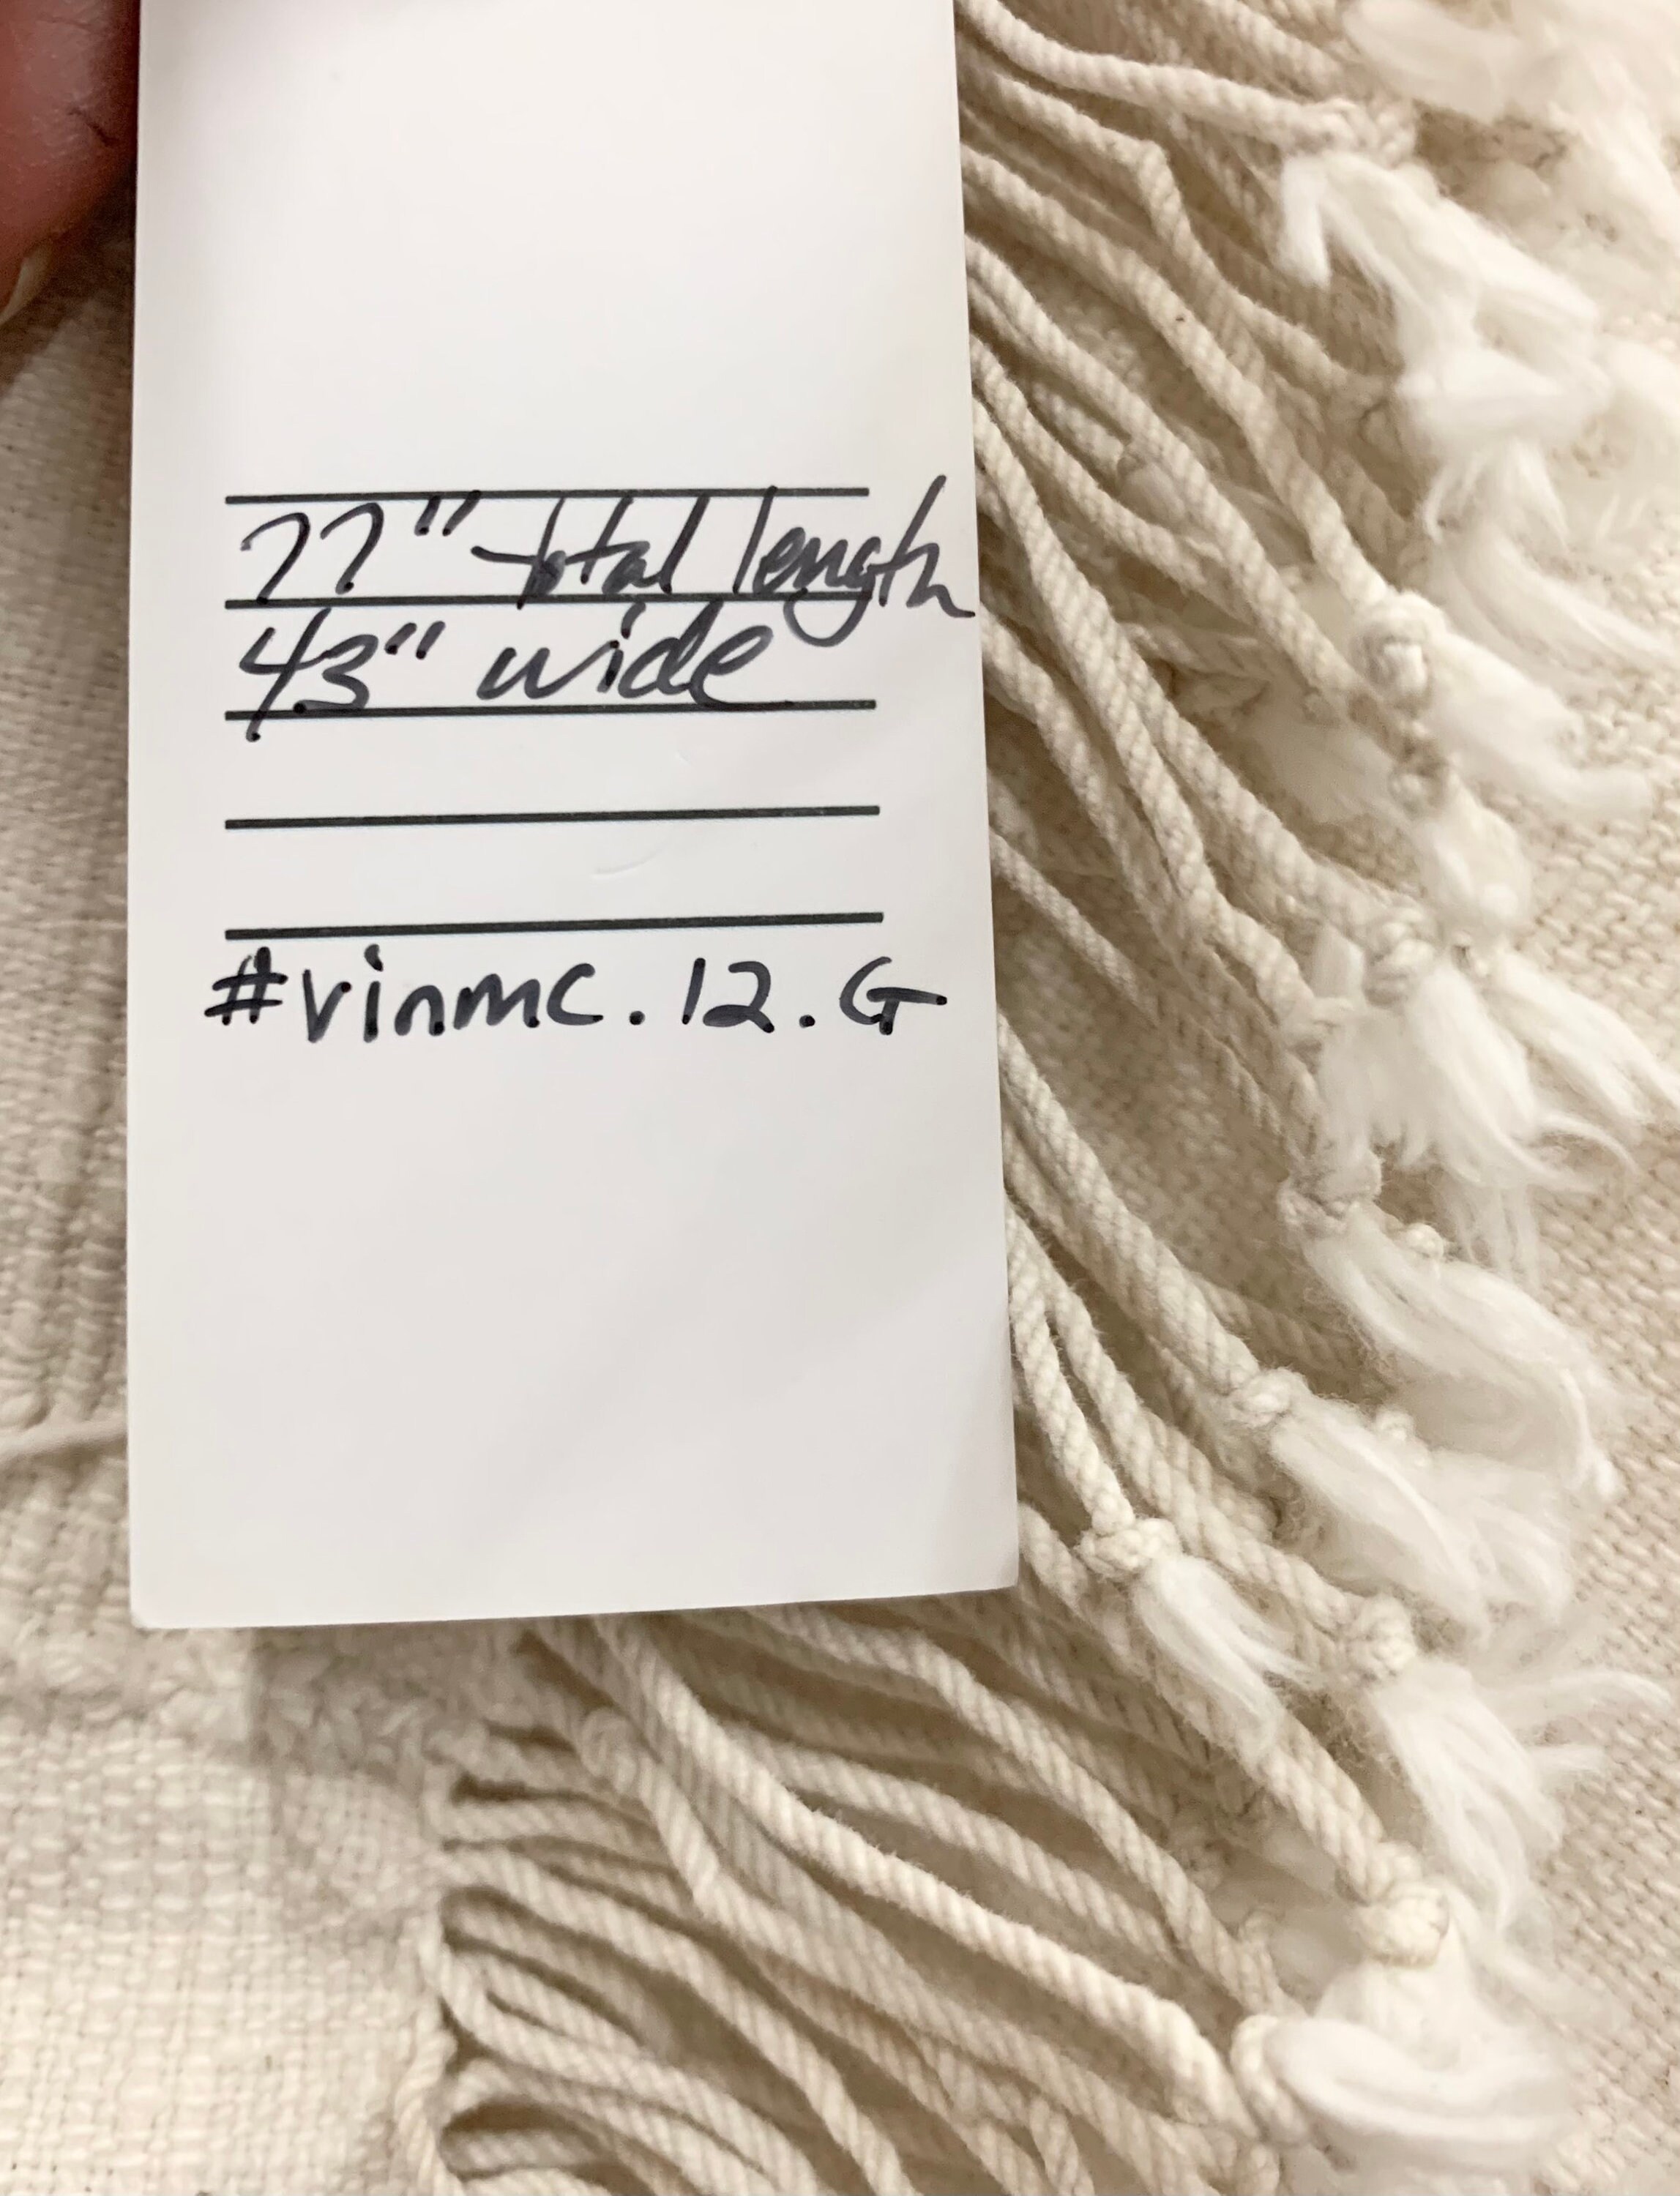 77" total length
43" wide
#vinmc.12.G